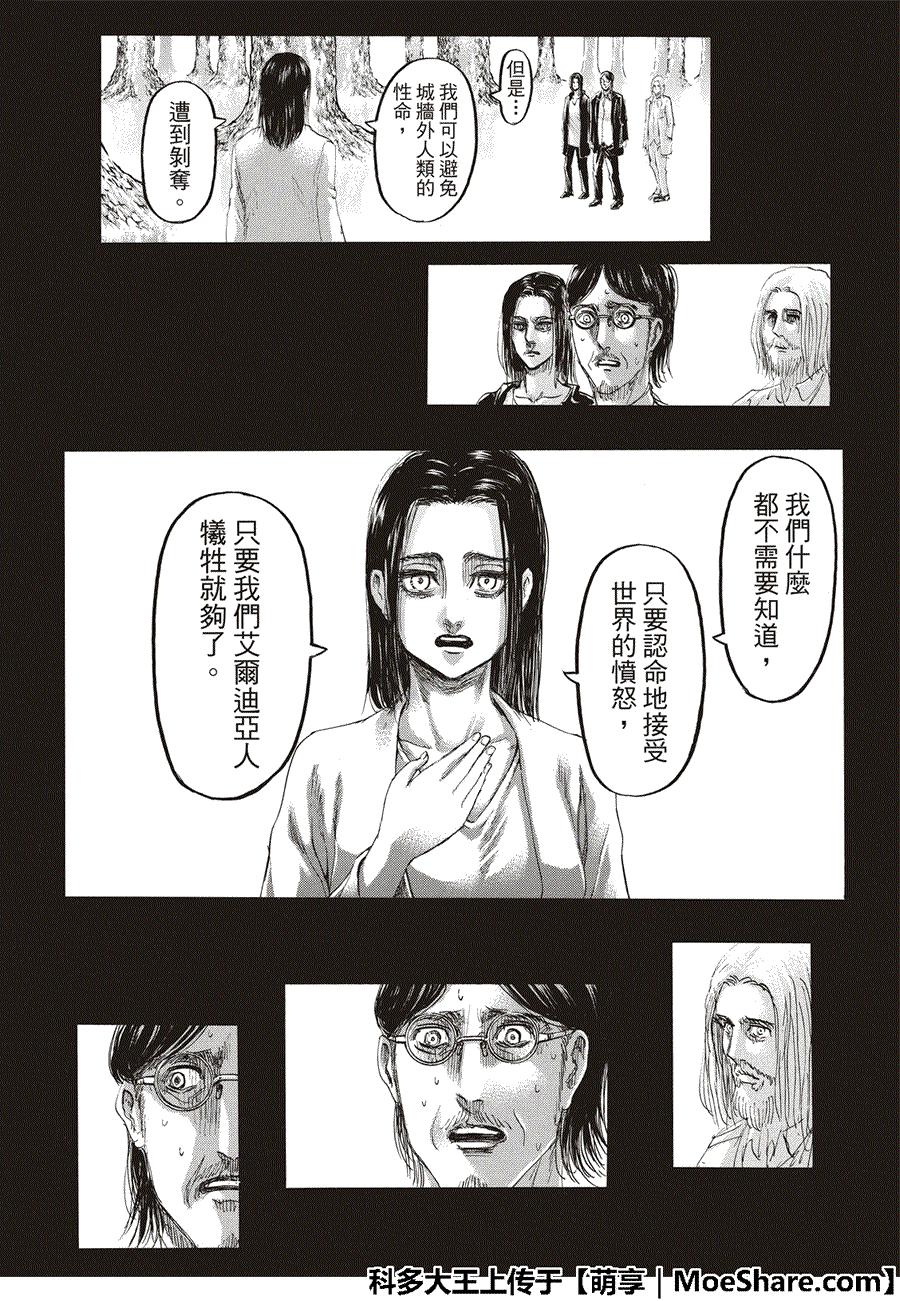 但是⋯
我們可以避免
城牆外人類的
性命，
遭到剝奪。
我們什麼
都不需要知道，
只要認命地接受
世界的憤怒，
只要我們艾爾迪亞人
犧牲就夠了。
科多大王上传于【萌享｜MoeShare.com】